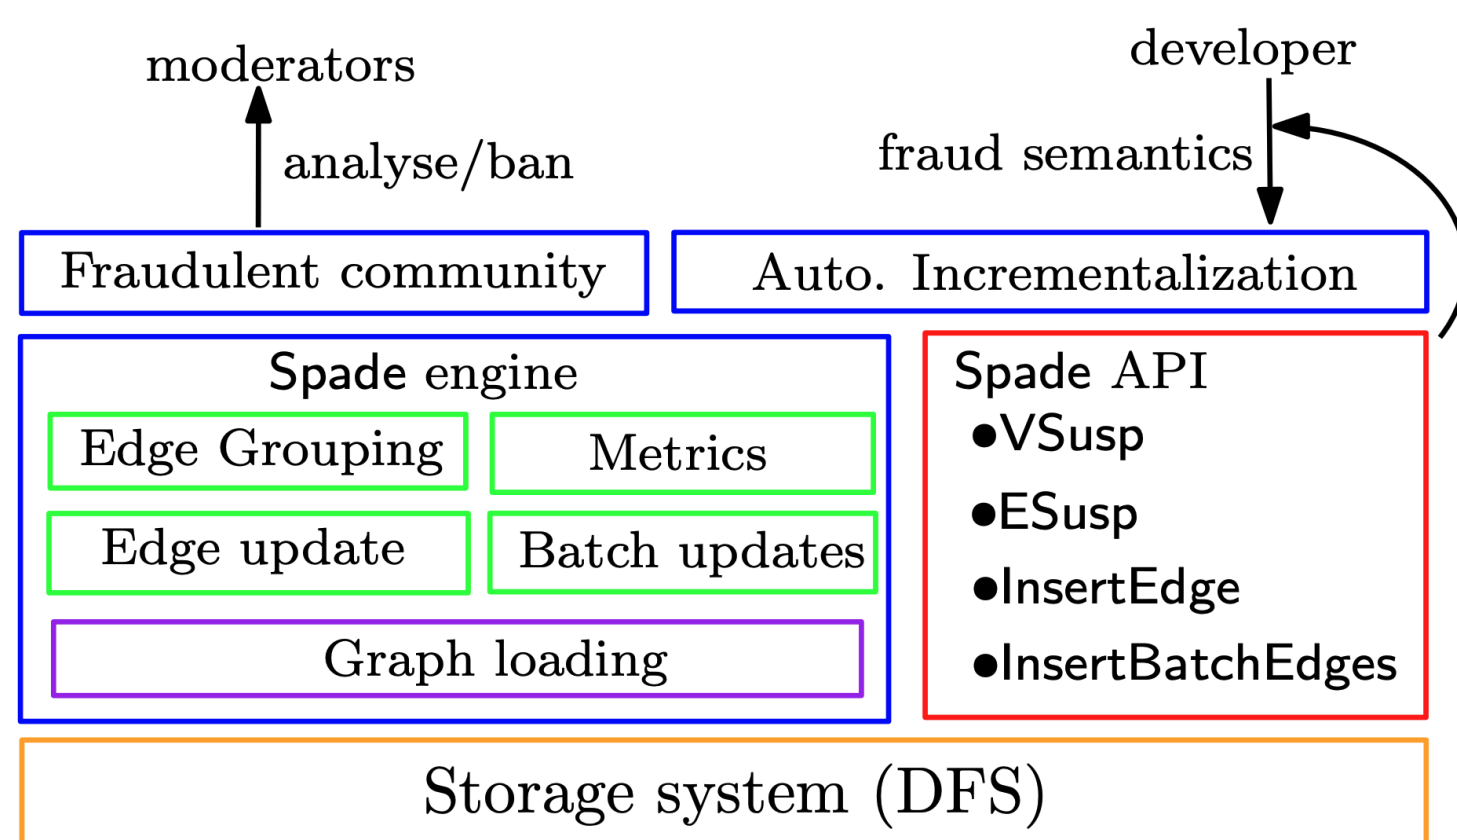 moderators
developer
analyse/ban
fraud semantics
Fraudulent community
Auto. Incrementalization
Spade engine
Edge Grouping
Metrics
Edge update
Batch updates
Graph loading
Spade API
●VSusp
●ESusp
●InsertEdge
●InsertBatchEdges
Storage system (DFS)